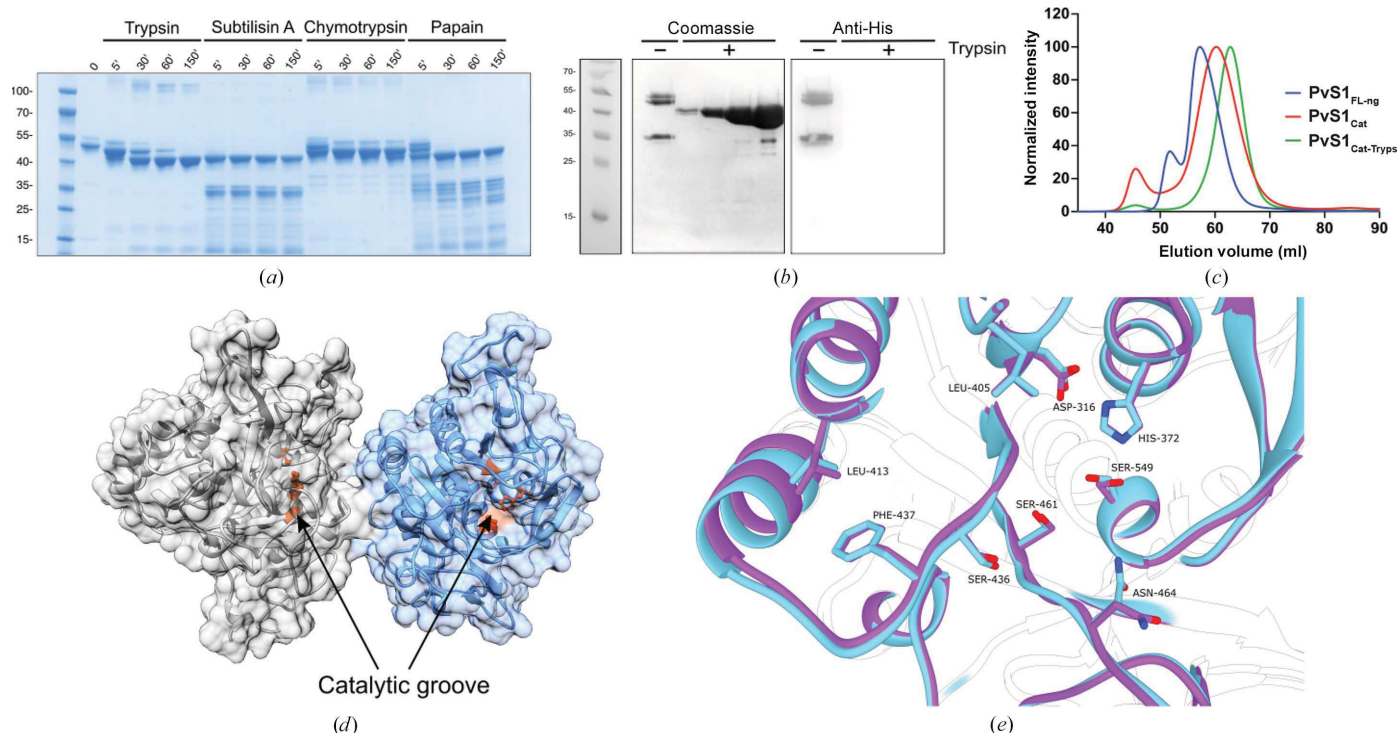 Trypsin Subtilisin A Chymotrypsin Papain
0 5' 30' 60' 150' 5' 30' 60' 150' 5' 30' 60' 150' 5' 30' 60' 150'
100-
70-
55-
40-
35-
25-
15-
(a)
Coomassie Anti-His
− + − + Trypsin
70-
55-
40-
35-
25-
15-
(b)
Normalized intensity
120
100
80
60
40
20
0
40 50 60 70 80 90
Elution volume (ml)
PvS1FL-ng
PvS1Cat
PvS1Cat-Tryps
(c)
Catalytic groove
(d)
LEU-405
ASP-316
HIS-372
LEU-413
SER-549
PHE-437
SER-461
SER-436
ASN-464
(e)